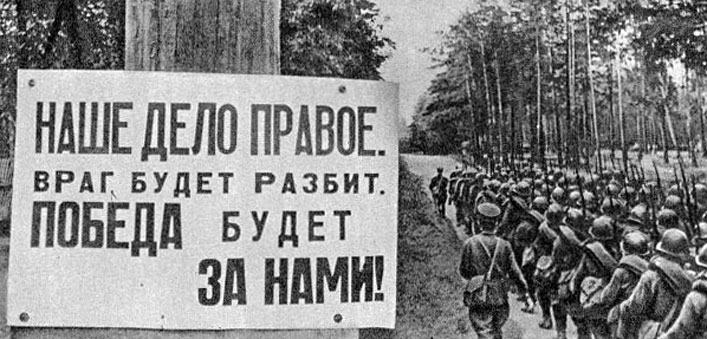 НАШЕ ДЕЛО ПРАВОЕ.
ВРАГ БУДЕТ РАЗБИТ.
ПОБЕДА БУДЕТ
ЗА НАМИ!